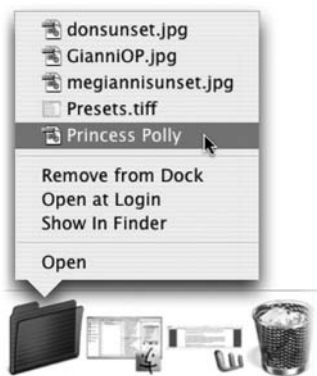 donsunset.jpg
GianniOP.jpg
megiannisunset.jpg
Presets.tiff
Princess Polly
Remove from Dock
Open at Login
Show In Finder
Open